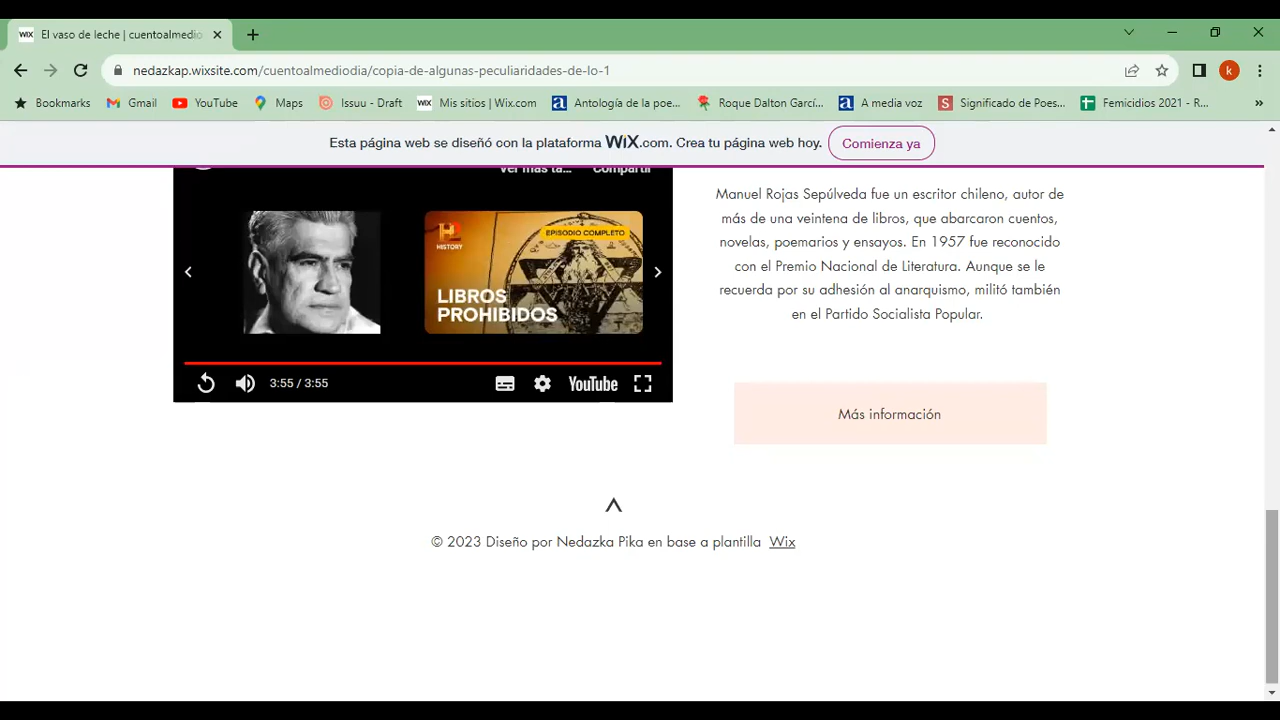 WIX El vaso de leche | cuentoalmedio
nedazkap.wixsite.com/cuentoalmediodia/copia-de-algunas-peculiaridades-de-lo-1
k
Bookmarks Gmail YouTube Maps Issuu - Draft WIX Mis sitios | Wix.com a Antología de la poe... Roque Dalton Garcí... a A media voz S Significado de Poes... Femicidios 2021 - R... »
Esta página web se diseñó con la plataforma WiX.com. Crea tu página web hoy. Comienza ya
Ver más ta... Compartir
EPISODIO COMPLETO
H
HISTORY
LIBROS
PROHIBIDOS
3:55 / 3:55 YouTube
Manuel Rojas Sepúlveda fue un escritor chileno, autor de
más de una veintena de libros, que abarcaron cuentos,
novelas, poemarios y ensayos. En 1957 fue reconocido
con el Premio Nacional de Literatura. Aunque se le
recuerda por su adhesión al anarquismo, militó también
en el Partido Socialista Popular.
Más información
© 2023 Diseño por Nedazka Pika en base a plantilla Wix